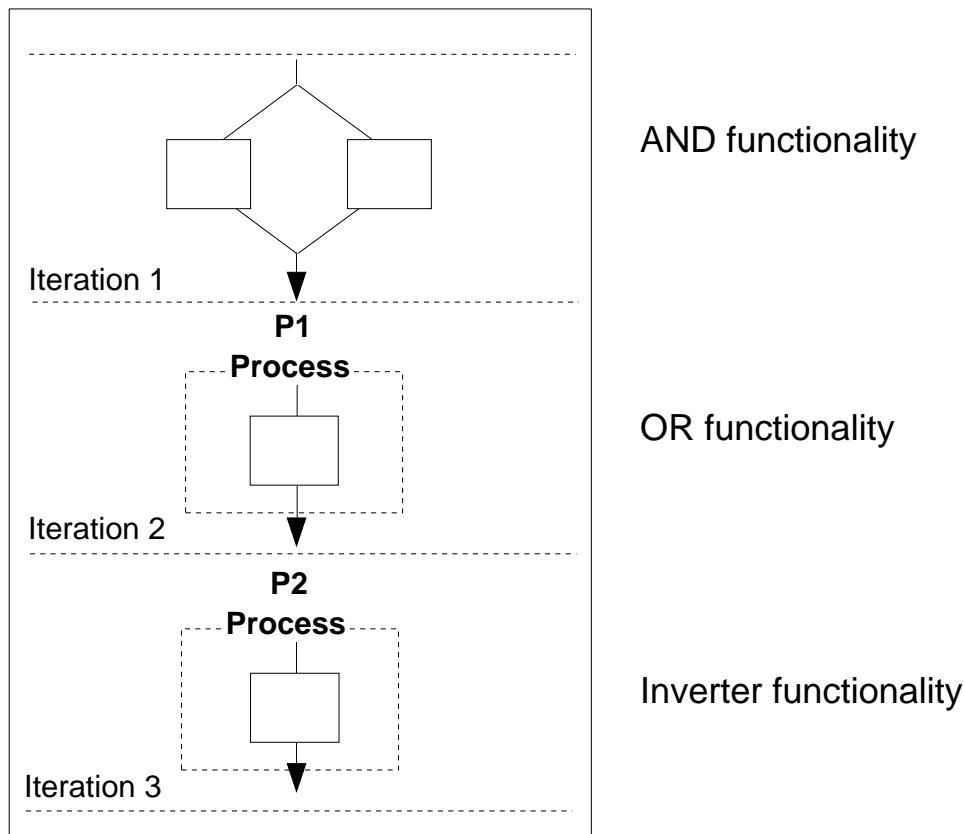 AND functionality
Iteration 1
P1
Process
OR functionality
Iteration 2
P2
Process
Inverter functionality
Iteration 3